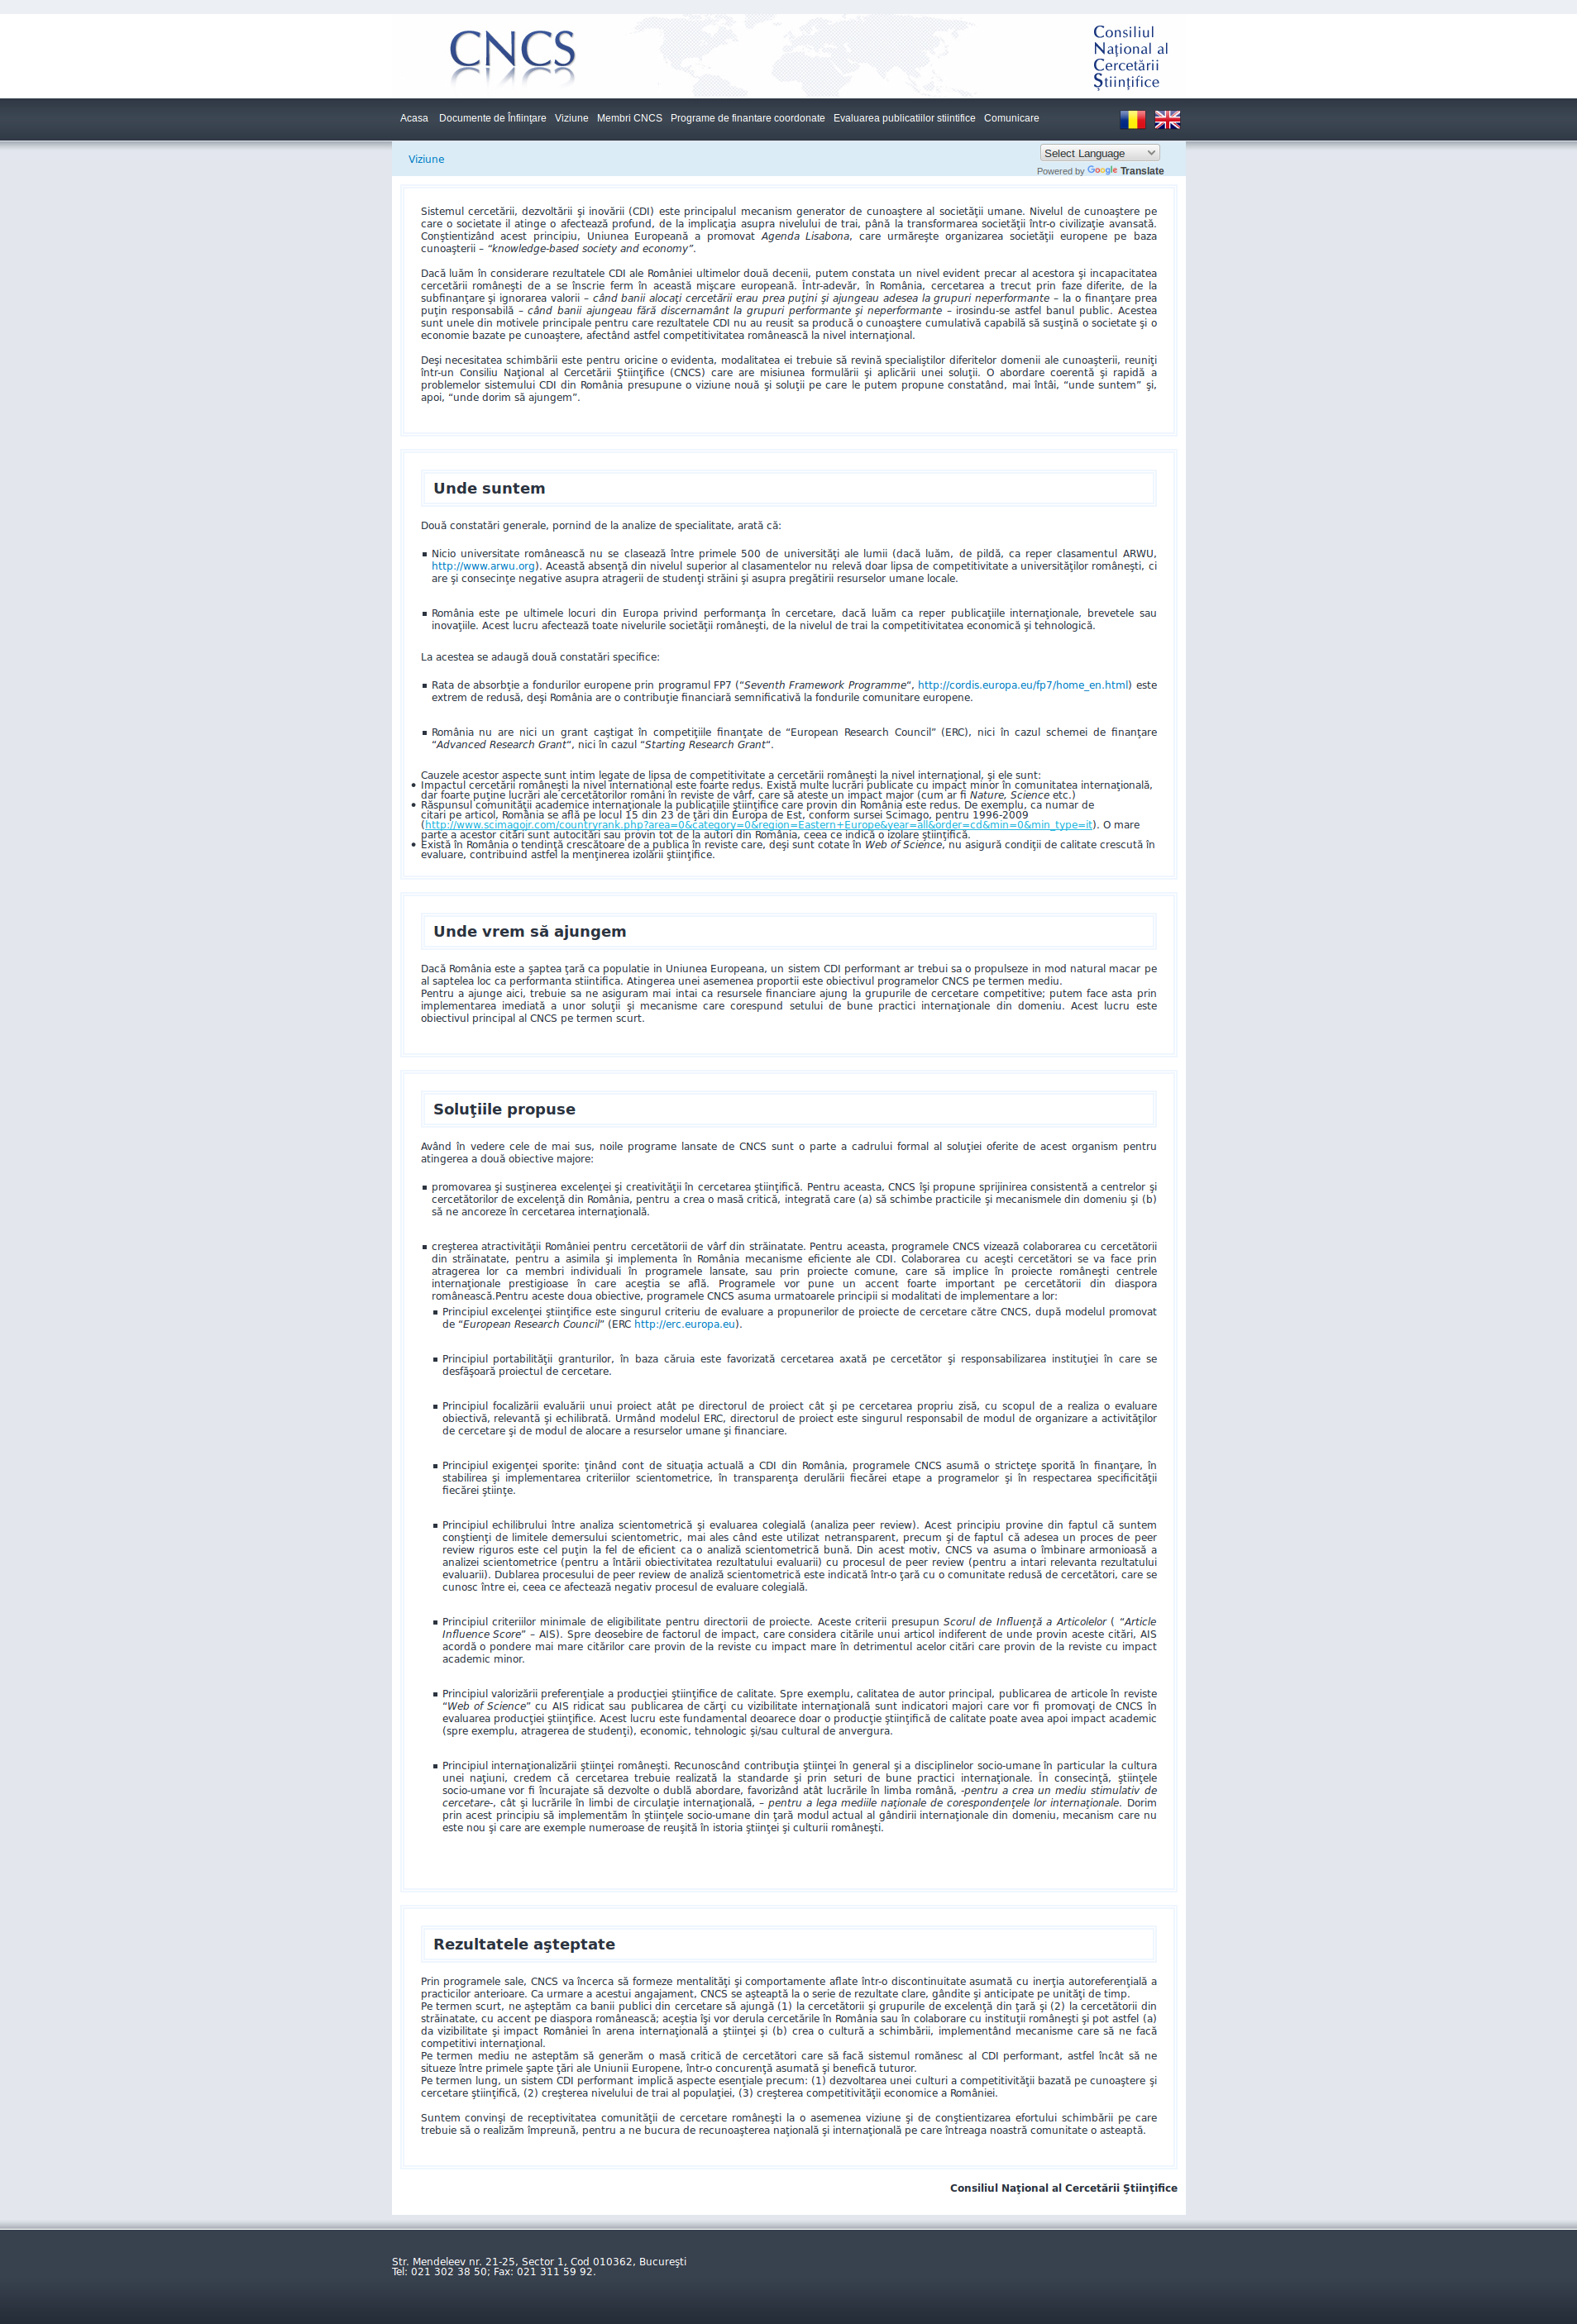 CNCS
Consiliul
Național al
Cercetării
Științifice
Acasa Documente de Înfiinţare Viziune Membri CNCS Programe de finantare coordonate Evaluarea publicatiilor stiintifice Comunicare
Viziune
Select Language
Powered by Google Translate
Sistemul cercetării, dezvoltării şi inovării (CDI) este principalul mecanism generator de cunoaştere al societăţii umane. Nivelul de cunoaştere pe
care o societate il atinge o afectează profund, de la implicaţia asupra nivelului de trai, până la transformarea societăţii într-o civilizaţie avansată.
Conştientizând acest principiu, Uniunea Europeană a promovat Agenda Lisabona, care urmăreşte organizarea societăţii europene pe baza
cunoaşterii – “knowledge-based society and economy”.
Dacă luăm în considerare rezultatele CDI ale României ultimelor două decenii, putem constata un nivel evident precar al acestora şi incapacitatea
cercetării româneşti de a se înscrie ferm în această mişcare europeană. Într-adevăr, în România, cercetarea a trecut prin faze diferite, de la
subfinanţare şi ignorarea valorii – când banii alocaţi cercetării erau prea puţini şi ajungeau adesea la grupuri neperformante – la o finanţare prea
puţin responsabilă – când banii ajungeau fără discernamânt la grupuri performante şi neperformante – irosindu-se astfel banul public. Acestea
sunt unele din motivele principale pentru care rezultatele CDI nu au reusit sa producă o cunoaştere cumulativă capabilă să susţină o societate şi o
economie bazate pe cunoaştere, afectând astfel competitivitatea românească la nivel internaţional.
Deşi necesitatea schimbării este pentru oricine o evidenta, modalitatea ei trebuie să revină specialiştilor diferitelor domenii ale cunoaşterii, reuniţi
într-un Consiliu Naţional al Cercetării Ştiinţifice (CNCS) care are misiunea formulării şi aplicării unei soluţii. O abordare coerentă şi rapidă a
problemelor sistemului CDI din România presupune o viziune nouă şi soluţii pe care le putem propune constatând, mai întâi, “unde suntem” şi,
apoi, “unde dorim să ajungem”.
Unde suntem
Două constatări generale, pornind de la analize de specialitate, arată că:
▪ Nicio universitate românească nu se clasează între primele 500 de universităţi ale lumii (dacă luăm, de pildă, ca reper clasamentul ARWU,
http://www.arwu.org). Această absenţă din nivelul superior al clasamentelor nu relevă doar lipsa de competitivitate a universităţilor româneşti, ci
are şi consecinţe negative asupra atragerii de studenţi străini şi asupra pregătirii resurselor umane locale.
▪ România este pe ultimele locuri din Europa privind performanţa în cercetare, dacă luăm ca reper publicaţiile internaţionale, brevetele sau
inovaţiile. Acest lucru afectează toate nivelurile societăţii româneşti, de la nivelul de trai la competitivitatea economică şi tehnologică.
La acestea se adaugă două constatări specifice:
▪ Rata de absorbţie a fondurilor europene prin programul FP7 (“Seventh Framework Programme“, http://cordis.europa.eu/fp7/home_en.html) este
extrem de redusă, deşi România are o contribuţie financiară semnificativă la fondurile comunitare europene.
▪ România nu are nici un grant caştigat în competiţiile finanţate de “European Research Council” (ERC), nici în cazul schemei de finanţare
“Advanced Research Grant“, nici în cazul “Starting Research Grant“.
Cauzele acestor aspecte sunt intim legate de lipsa de competitivitate a cercetării româneşti la nivel internaţional, şi ele sunt:
• Impactul cercetării româneşti la nivel international este foarte redus. Există multe lucrări publicate cu impact minor în comunitatea internaţională,
dar foarte puţine lucrări ale cercetătorilor români în reviste de vârf, care să ateste un impact major (cum ar fi Nature, Science etc.)
• Răspunsul comunităţii academice internaţionale la publicaţiile ştiinţifice care provin din România este redus. De exemplu, ca numar de
citari pe articol, România se află pe locul 15 din 23 de ţări din Europa de Est, conform sursei Scimago, pentru 1996-2009
(http://www.scimagojr.com/countryrank.php?area=0&category=0&region=Eastern+Europe&year=all&order=cd&min=0&min_type=it). O mare
parte a acestor citări sunt autocitări sau provin tot de la autori din România, ceea ce indică o izolare ştiinţifică.
• Există în România o tendinţă crescătoare de a publica în reviste care, deşi sunt cotate în Web of Science, nu asigură condiţii de calitate crescută în
evaluare, contribuind astfel la menţinerea izolării ştiinţifice.
Unde vrem să ajungem
Dacă România este a şaptea ţară ca populatie in Uniunea Europeana, un sistem CDI performant ar trebui sa o propulseze in mod natural macar pe
al saptelea loc ca performanta stiintifica. Atingerea unei asemenea proportii este obiectivul programelor CNCS pe termen mediu.
Pentru a ajunge aici, trebuie sa ne asiguram mai intai ca resursele financiare ajung la grupurile de cercetare competitive; putem face asta prin
implementarea imediată a unor soluţii şi mecanisme care corespund setului de bune practici internaţionale din domeniu. Acest lucru este
obiectivul principal al CNCS pe termen scurt.
Soluţiile propuse
Având în vedere cele de mai sus, noile programe lansate de CNCS sunt o parte a cadrului formal al soluţiei oferite de acest organism pentru
atingerea a două obiective majore:
▪ promovarea şi susţinerea excelenţei şi creativităţii în cercetarea ştiinţifică. Pentru aceasta, CNCS îşi propune sprijinirea consistentă a centrelor şi
cercetătorilor de excelenţă din România, pentru a crea o masă critică, integrată care (a) să schimbe practicile şi mecanismele din domeniu şi (b)
să ne ancoreze în cercetarea internaţională.
▪ creşterea atractivităţii României pentru cercetătorii de vârf din străinatate. Pentru aceasta, programele CNCS vizează colaborarea cu cercetătorii
din străinatate, pentru a asimila şi implementa în România mecanisme eficiente ale CDI. Colaborarea cu aceşti cercetători se va face prin
atragerea lor ca membri individuali în programele lansate, sau prin proiecte comune, care să implice în proiecte româneşti centrele
internaţionale prestigioase în care aceştia se află. Programele vor pune un accent foarte important pe cercetătorii din diaspora
românească.Pentru aceste doua obiective, programele CNCS asuma urmatoarele principii si modalitati de implementare a lor:
▪ Principiul excelenţei ştiinţifice este singurul criteriu de evaluare a propunerilor de proiecte de cercetare către CNCS, după modelul promovat
de “European Research Council” (ERC http://erc.europa.eu).
▪ Principiul portabilităţii granturilor, în baza căruia este favorizată cercetarea axată pe cercetător şi responsabilizarea instituţiei în care se
desfăşoară proiectul de cercetare.
▪ Principiul focalizării evaluării unui proiect atât pe directorul de proiect cât şi pe cercetarea propriu zisă, cu scopul de a realiza o evaluare
obiectivă, relevantă şi echilibrată. Urmând modelul ERC, directorul de proiect este singurul responsabil de modul de organizare a activităţilor
de cercetare şi de modul de alocare a resurselor umane şi financiare.
▪ Principiul exigenţei sporite: ţinând cont de situaţia actuală a CDI din România, programele CNCS asumă o stricteţe sporită în finanţare, în
stabilirea şi implementarea criteriilor scientometrice, în transparenţa derulării fiecărei etape a programelor şi în respectarea specificităţii
fiecărei ştiinţe.
▪ Principiul echilibrului între analiza scientometrică şi evaluarea colegială (analiza peer review). Acest principiu provine din faptul că suntem
conştienţi de limitele demersului scientometric, mai ales când este utilizat netransparent, precum şi de faptul că adesea un proces de peer
review riguros este cel puţin la fel de eficient ca o analiză scientometrică bună. Din acest motiv, CNCS va asuma o îmbinare armonioasă a
analizei scientometrice (pentru a întării obiectivitatea rezultatului evaluarii) cu procesul de peer review (pentru a intari relevanta rezultatului
evaluarii). Dublarea procesului de peer review de analiză scientometrică este indicată într-o ţară cu o comunitate redusă de cercetători, care se
cunosc între ei, ceea ce afectează negativ procesul de evaluare colegială.
▪ Principiul criteriilor minimale de eligibilitate pentru directorii de proiecte. Aceste criterii presupun Scorul de Influenţă a Articolelor ( “Article
Influence Score” – AIS). Spre deosebire de factorul de impact, care considera citările unui articol indiferent de unde provin aceste citări, AIS
acordă o pondere mai mare citărilor care provin de la reviste cu impact mare în detrimentul acelor citări care provin de la reviste cu impact
academic minor.
▪ Principiul valorizării preferenţiale a producţiei ştiinţifice de calitate. Spre exemplu, calitatea de autor principal, publicarea de articole în reviste
“Web of Science” cu AIS ridicat sau publicarea de cărţi cu vizibilitate internaţională sunt indicatori majori care vor fi promovaţi de CNCS în
evaluarea producţiei ştiinţifice. Acest lucru este fundamental deoarece doar o producţie ştiinţifică de calitate poate avea apoi impact academic
(spre exemplu, atragerea de studenţi), economic, tehnologic şi/sau cultural de anvergura.
▪ Principiul internaţionalizării ştiinţei româneşti. Recunoscând contribuţia ştiinţei în general şi a disciplinelor socio-umane în particular la cultura
unei naţiuni, credem că cercetarea trebuie realizată la standarde şi prin seturi de bune practici internaţionale. În consecinţă, ştiinţele
socio-umane vor fi încurajate să dezvolte o dublă abordare, favorizând atât lucrările în limba română, -pentru a crea un mediu stimulativ de
cercetare-, cât şi lucrările în limbi de circulaţie internaţională, – pentru a lega mediile naţionale de corespondenţele lor internaţionale. Dorim
prin acest principiu să implementăm în ştiinţele socio-umane din ţară modul actual al gândirii internaţionale din domeniu, mecanism care nu
este nou şi care are exemple numeroase de reuşită în istoria ştiinţei şi culturii româneşti.
Rezultatele aşteptate
Prin programele sale, CNCS va încerca să formeze mentalităţi şi comportamente aflate într-o discontinuitate asumată cu inerţia autoreferenţială a
practicilor anterioare. Ca urmare a acestui angajament, CNCS se aşteaptă la o serie de rezultate clare, gândite şi anticipate pe unităţi de timp.
Pe termen scurt, ne aşteptăm ca banii publici din cercetare să ajungă (1) la cercetătorii şi grupurile de excelenţă din ţară şi (2) la cercetătorii din
străinatate, cu accent pe diaspora românească; aceştia îşi vor derula cercetările în România sau în colaborare cu instituţii româneşti şi pot astfel (a)
da vizibilitate şi impact României în arena internaţională a ştiinţei şi (b) crea o cultură a schimbării, implementând mecanisme care să ne facă
competitivi internaţional.
Pe termen mediu ne asteptăm să generăm o masă critică de cercetători care să facă sistemul românesc al CDI performant, astfel încât să ne
situeze între primele şapte ţări ale Uniunii Europene, într-o concurenţă asumată şi benefică tuturor.
Pe termen lung, un sistem CDI performant implică aspecte esenţiale precum: (1) dezvoltarea unei culturi a competitivităţii bazată pe cunoaştere şi
cercetare ştiinţifică, (2) creşterea nivelului de trai al populaţiei, (3) creşterea competitivităţii economice a României.
Suntem convinşi de receptivitatea comunităţii de cercetare româneşti la o asemenea viziune şi de conştientizarea efortului schimbării pe care
trebuie să o realizăm împreună, pentru a ne bucura de recunoaşterea naţională şi internaţională pe care întreaga noastră comunitate o asteaptă.
Consiliul Naţional al Cercetării Ştiinţifice
Str. Mendeleev nr. 21-25, Sector 1, Cod 010362, Bucureşti
Tel: 021 302 38 50; Fax: 021 311 59 92.